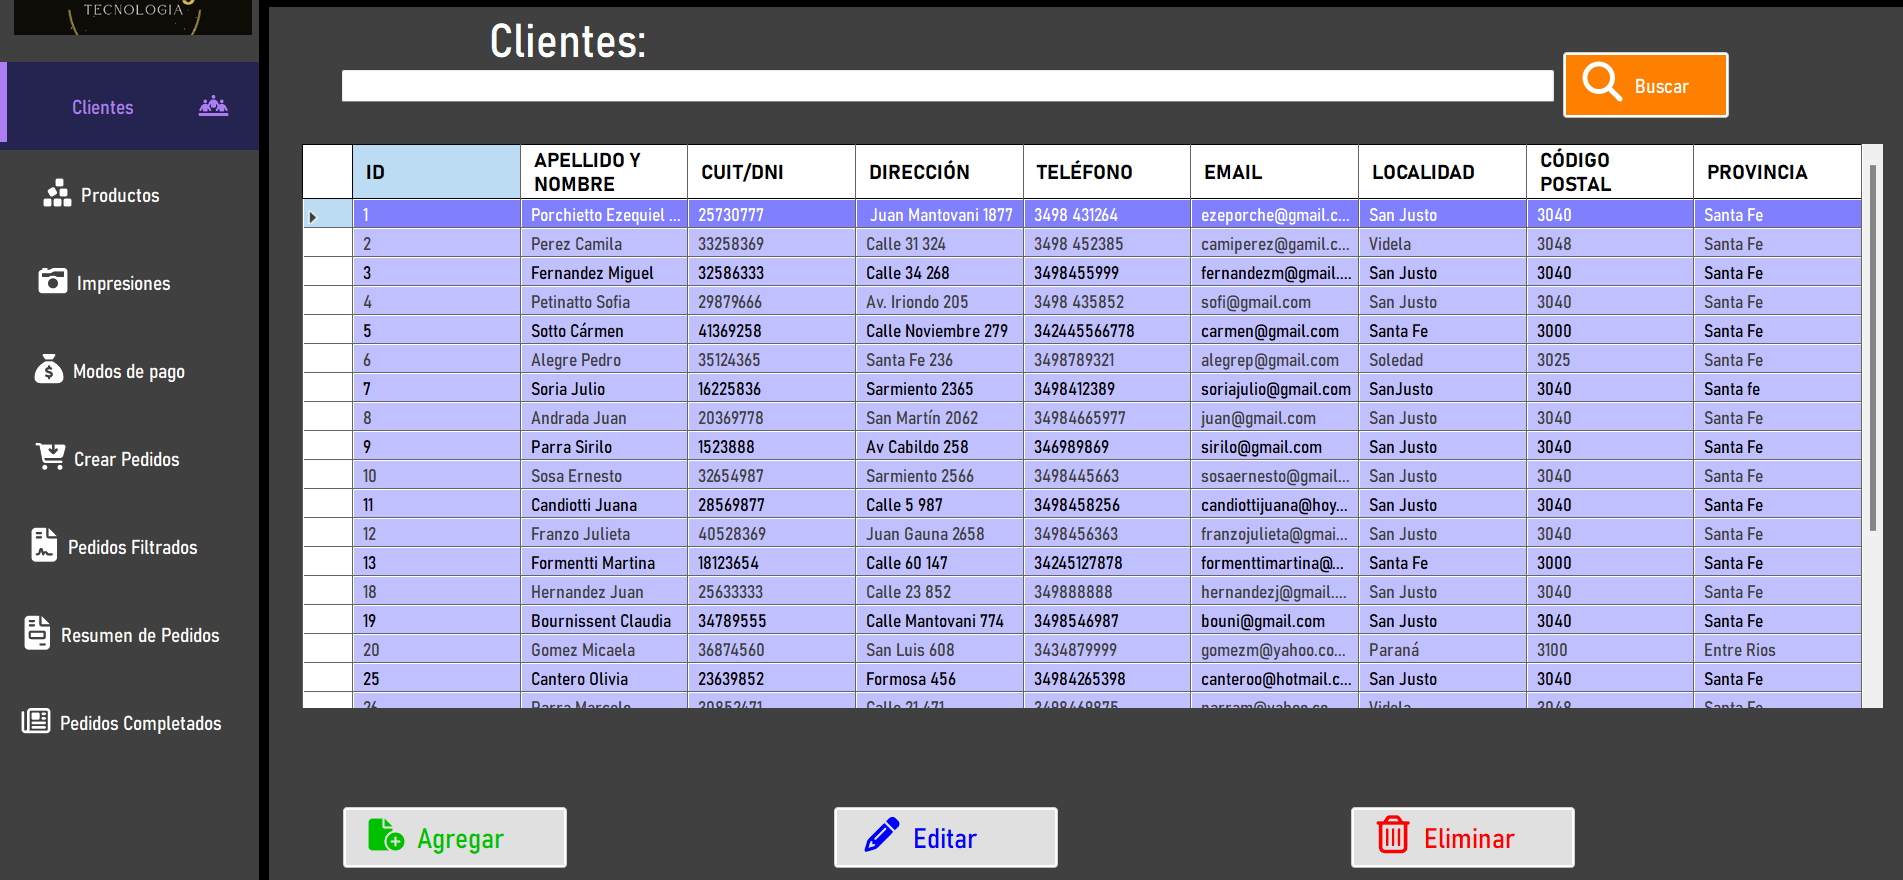 TECNOLOGIA
Clientes
Productos
Impresiones
Modos de pago
Crear Pedidos
Pedidos Filtrados
Resumen de Pedidos
Pedidos Completados
Clientes:
Buscar
ID APELLIDO Y NOMBRE CUIT/DNI DIRECCIÓN TELÉFONO EMAIL LOCALIDAD CÓDIGO POSTAL PROVINCIA
1 Porchietto Ezequiel ... 25730777 Juan Mantovani 1877 3498 431264 ezeporche@gmail.c... San Justo 3040 Santa Fe
2 Perez Camila 33258369 Calle 31 324 3498 452385 camiperez@gamil.c... Videla 3048 Santa Fe
3 Fernandez Miguel 32586333 Calle 34 268 3498455999 fernandezm@gmail.... San Justo 3040 Santa Fe
4 Petinatto Sofia 29879666 Av. Iriondo 205 3498 435852 sofi@gmail.com San Justo 3040 Santa Fe
5 Sotto Cármen 41369258 Calle Noviembre 279 342445566778 carmen@gmail.com Santa Fe 3000 Santa Fe
6 Alegre Pedro 35124365 Santa Fe 236 3498789321 alegrep@gmail.com Soledad 3025 Santa Fe
7 Soria Julio 16225836 Sarmiento 2365 3498412389 soriajulio@gmail.com SanJusto 3040 Santa fe
8 Andrada Juan 20369778 San Martín 2062 34984665977 juan@gmail.com San Justo 3040 Santa Fe
9 Parra Sirilo 1523888 Av Cabildo 258 346989869 sirilo@gmail.com San Justo 3040 Santa Fe
10 Sosa Ernesto 32654987 Sarmiento 2566 3498445663 sosaernesto@gmail... San Justo 3040 Santa Fe
11 Candiotti Juana 28569877 Calle 5 987 3498458256 candiottijuana@hoy... San Justo 3040 Santa Fe
12 Franzo Julieta 40528369 Juan Gauna 2658 3498456363 franzojulieta@gmai... San Justo 3040 Santa Fe
13 Formentti Martina 18123654 Calle 60 147 34245127878 formenttimartina@... Santa Fe 3000 Santa Fe
18 Hernandez Juan 25633333 Calle 23 852 349888888 hernandezj@gmail.... San Justo 3040 Santa Fe
19 Bournissent Claudia 34789555 Calle Mantovani 774 3498546987 bouni@gmail.com San Justo 3040 Santa Fe
20 Gomez Micaela 36874560 San Luis 608 3434879999 gomezm@yahoo.co... Paraná 3100 Entre Rios
25 Cantero Olivia 23639852 Formosa 456 34984265398 canteroo@hotmail.c... San Justo 3040 Santa Fe
26 Parra Marcelo Calle 21 471 Videla 3048 Santa Fe
Agregar
Editar
Eliminar